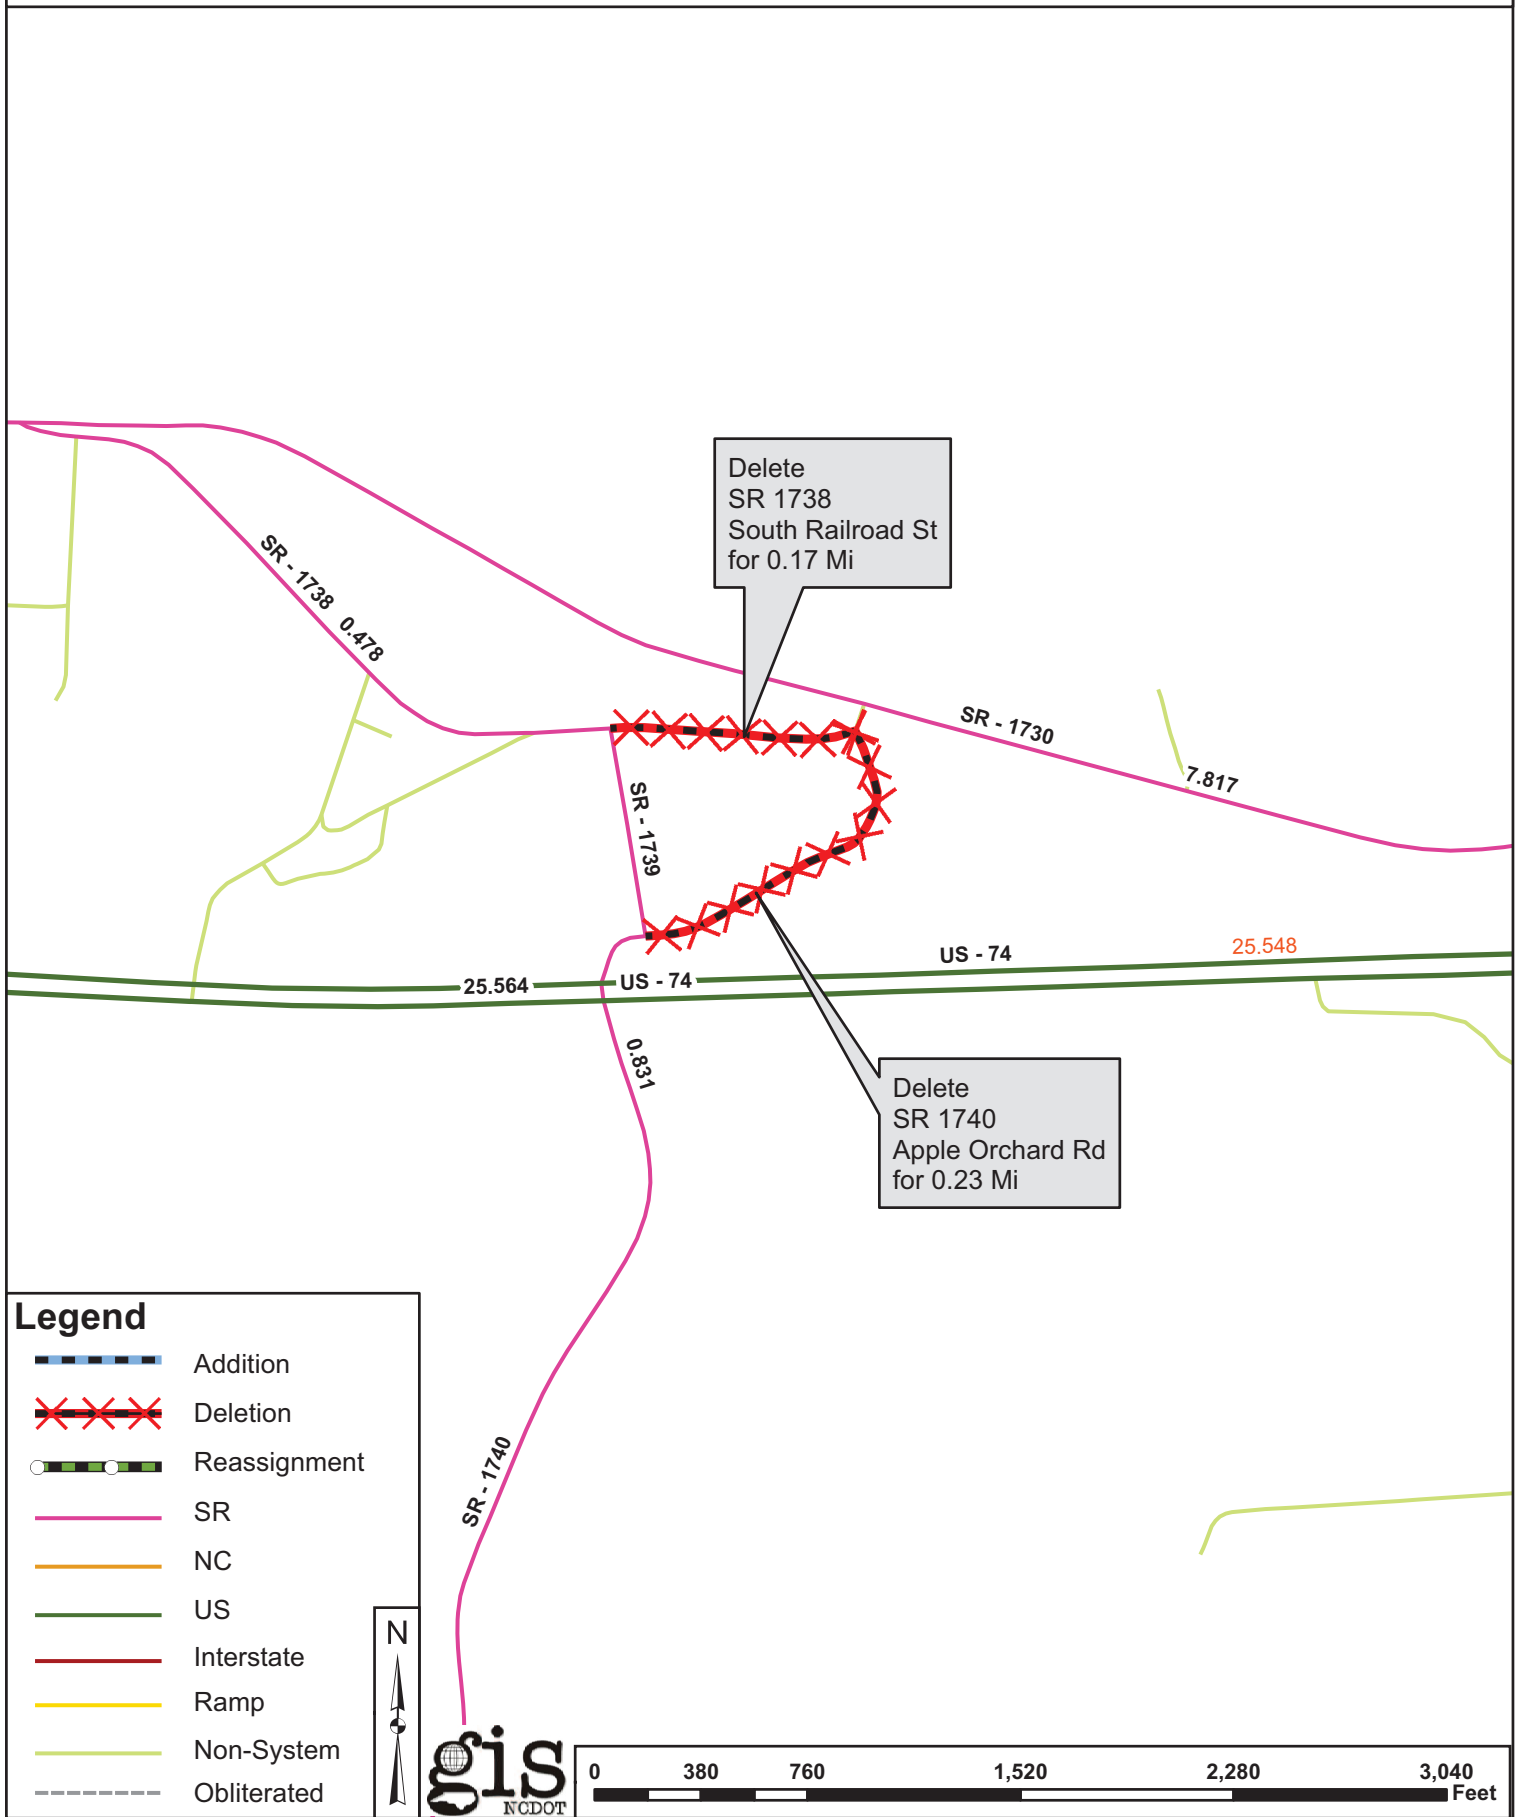 Delete
SR 1738
South Railroad St
for 0.17 Mi
SR - 1738
0.478
SR - 1730
7.817
SR - 1739
US - 74
25.548
25.564
US - 74
0.831
Delete
SR 1740
Apple Orchard Rd
for 0.23 Mi
SR - 1740
Legend
Addition
Deletion
Reassignment
SR
NC
US
Interstate
Ramp
Non-System
Obliterated
N
gis
NCDOT
0 380 760 1,520 2,280 3,040
Feet